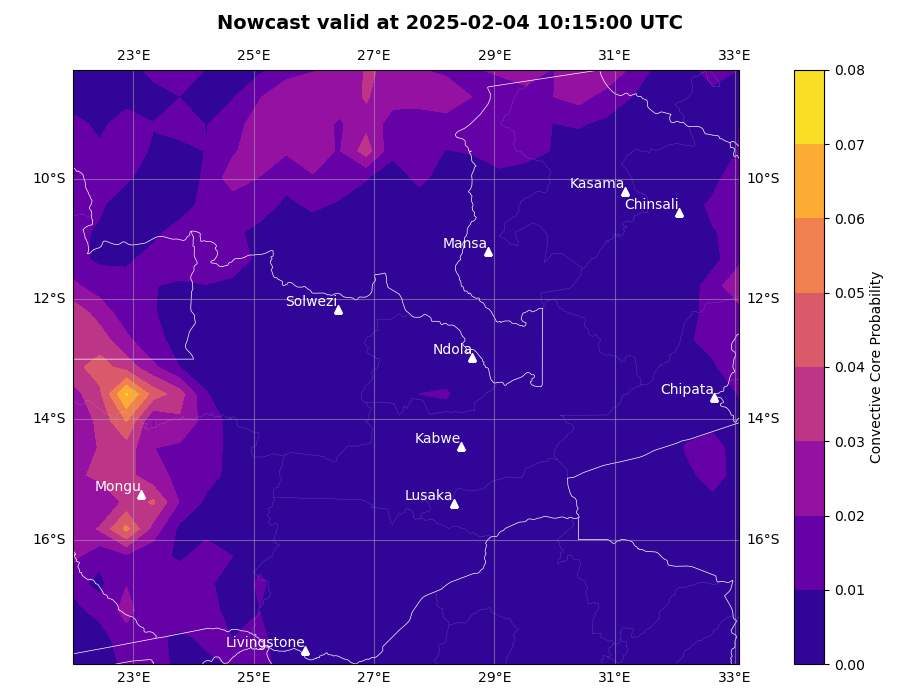 Nowcast valid at 2025-02-04 10:15:00 UTC
23°E 25°E 27°E 29°E 31°E 33°E
0.08
0.07
10°S Kasama 10°S
Chinsali
0.06
Mansa
0.05
12°S Solwezi 12°S
Ndola
0.04
Chipata
14°S 14°S
Kabwe
0.03
Mongu
Lusaka
0.02
16°S 16°S
0.01
Livingstone
0.00
Convective Core Probability
23°E 25°E 27°E 29°E 31°E 33°E